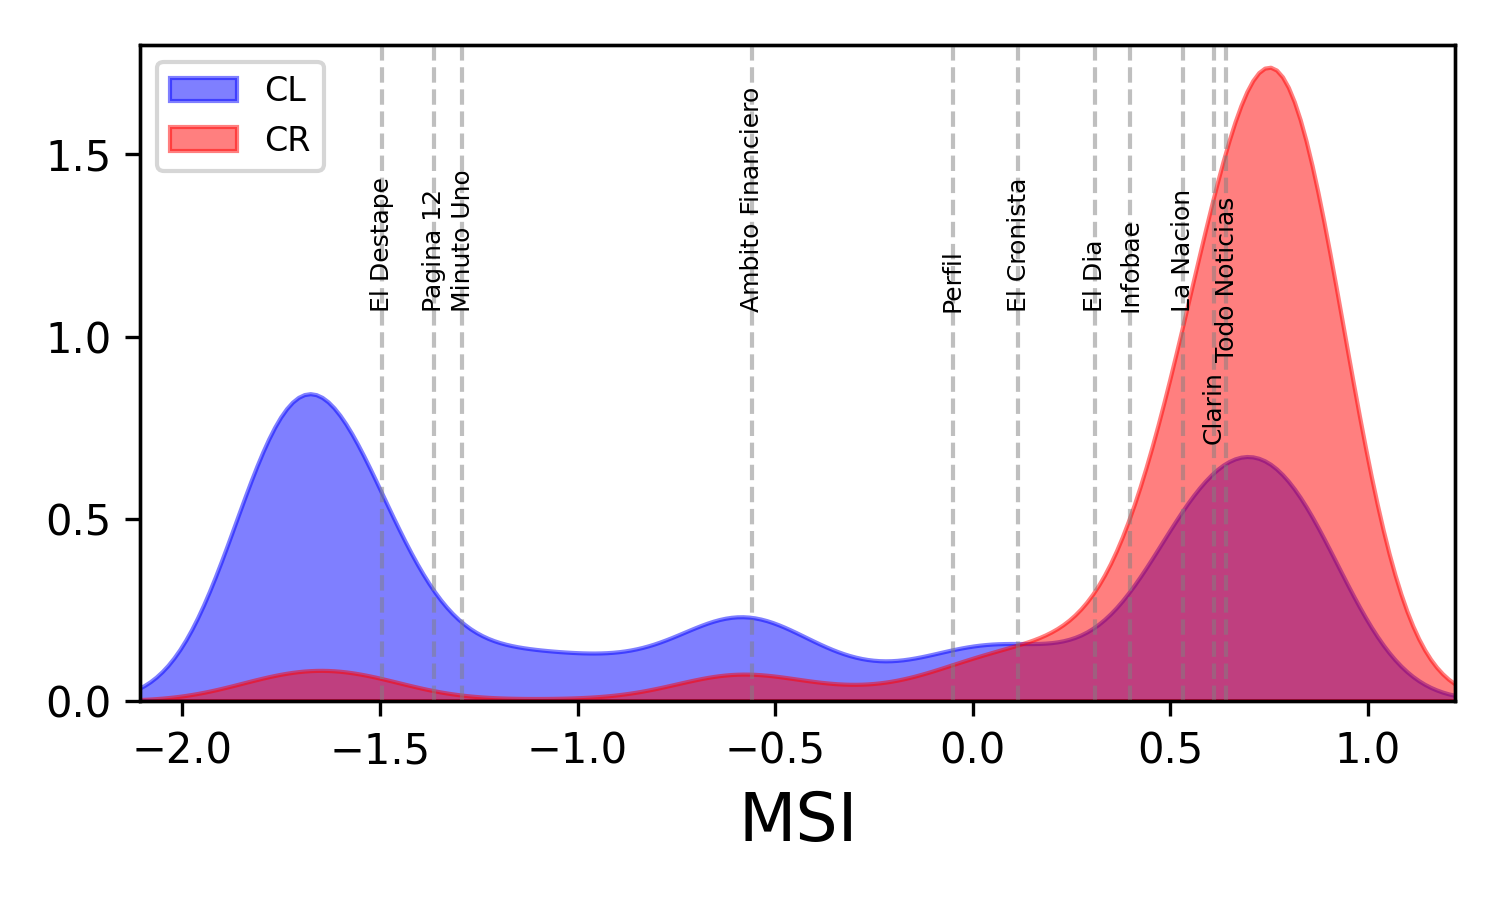 CL
CR
1.5
1.0
0.5
0.0
El Destape
Pagina 12
Minuto Uno
Ambito Financiero
Perfil
El Cronista
El Dia
Infobae
La Nacion
Clarin
Todo Noticias
−2.0
−1.5
−1.0
−0.5
0.0
0.5
1.0
MSI